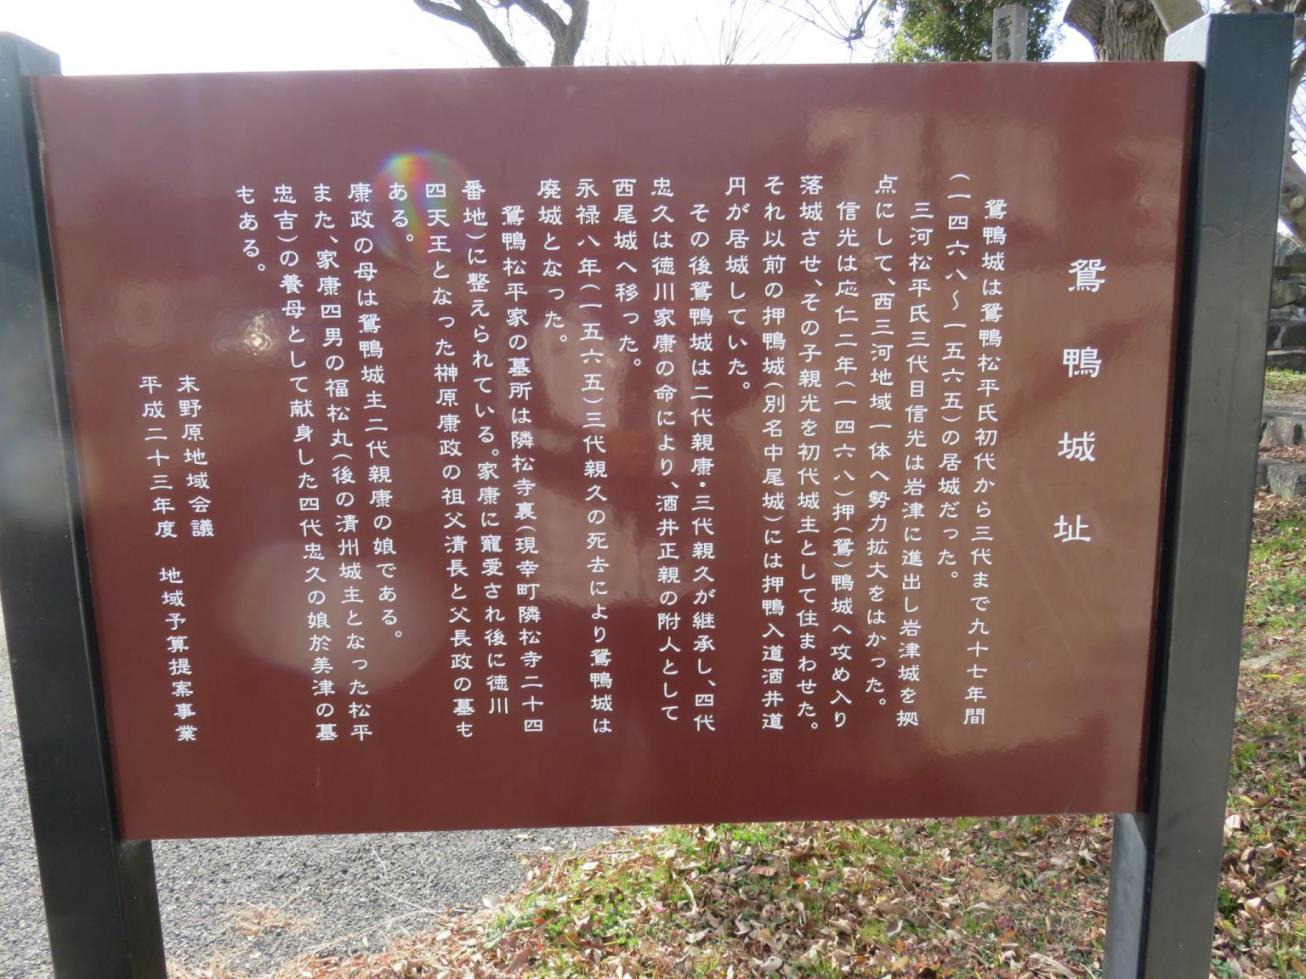 鴛鴨城址
鴛鴨城は鴛鴨松平氏初代から三代まで九十七年間
（一四六八～一五六五）の居城だった。
三河松平氏三代目信光は岩津に進出し岩津城を拠
点にして、西三河地域一体へ勢力拡大をはかった。
信光は応仁二年（一四六八）押（鴛）鴨城へ攻め入り
落城させ、その子親光を初代城主として住まわせた。
それ以前の押鴨城（別名中尾城）には押鴨入道酒井道
円が居城していた。
その後鴛鴨城は二代親康・三代親久が継承し、四代
忠久は徳川家康の命により、酒井正親の附人として
西尾城へ移った。
永禄八年（一五六五）三代親久の死去により鴛鴨城は
廃城となった。
鴛鴨松平家の墓所は隣松寺裏（現幸町隣松寺二十四
番地）に整えられている。家康に寵愛され後に徳川
四天王となった榊原康政の祖父清長と父長政の墓も
ある。
康政の母は鴛鴨城主二代親康の娘である。
また、家康四男の福松丸（後の清州城主となった松平
忠吉）の養母として献身した四代忠久の娘於美津の墓
もある。
末野原地域会議
平成二十三年度　地域予算提案事業
鴛鴨